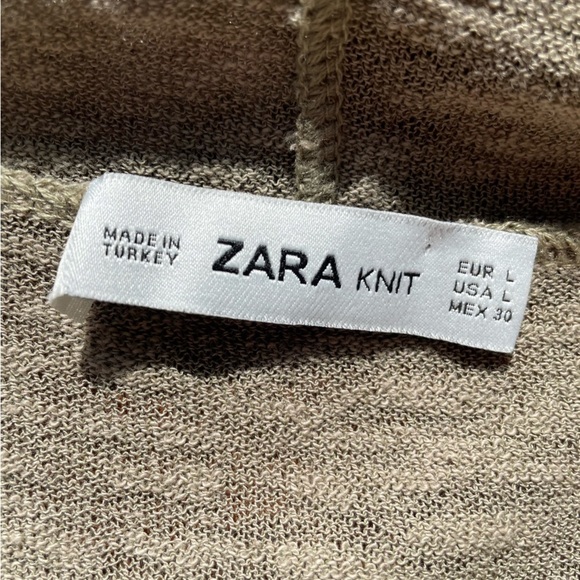 MADE IN
TURKEY
ZARA KNIT
EUR L
USA L
MEX 30